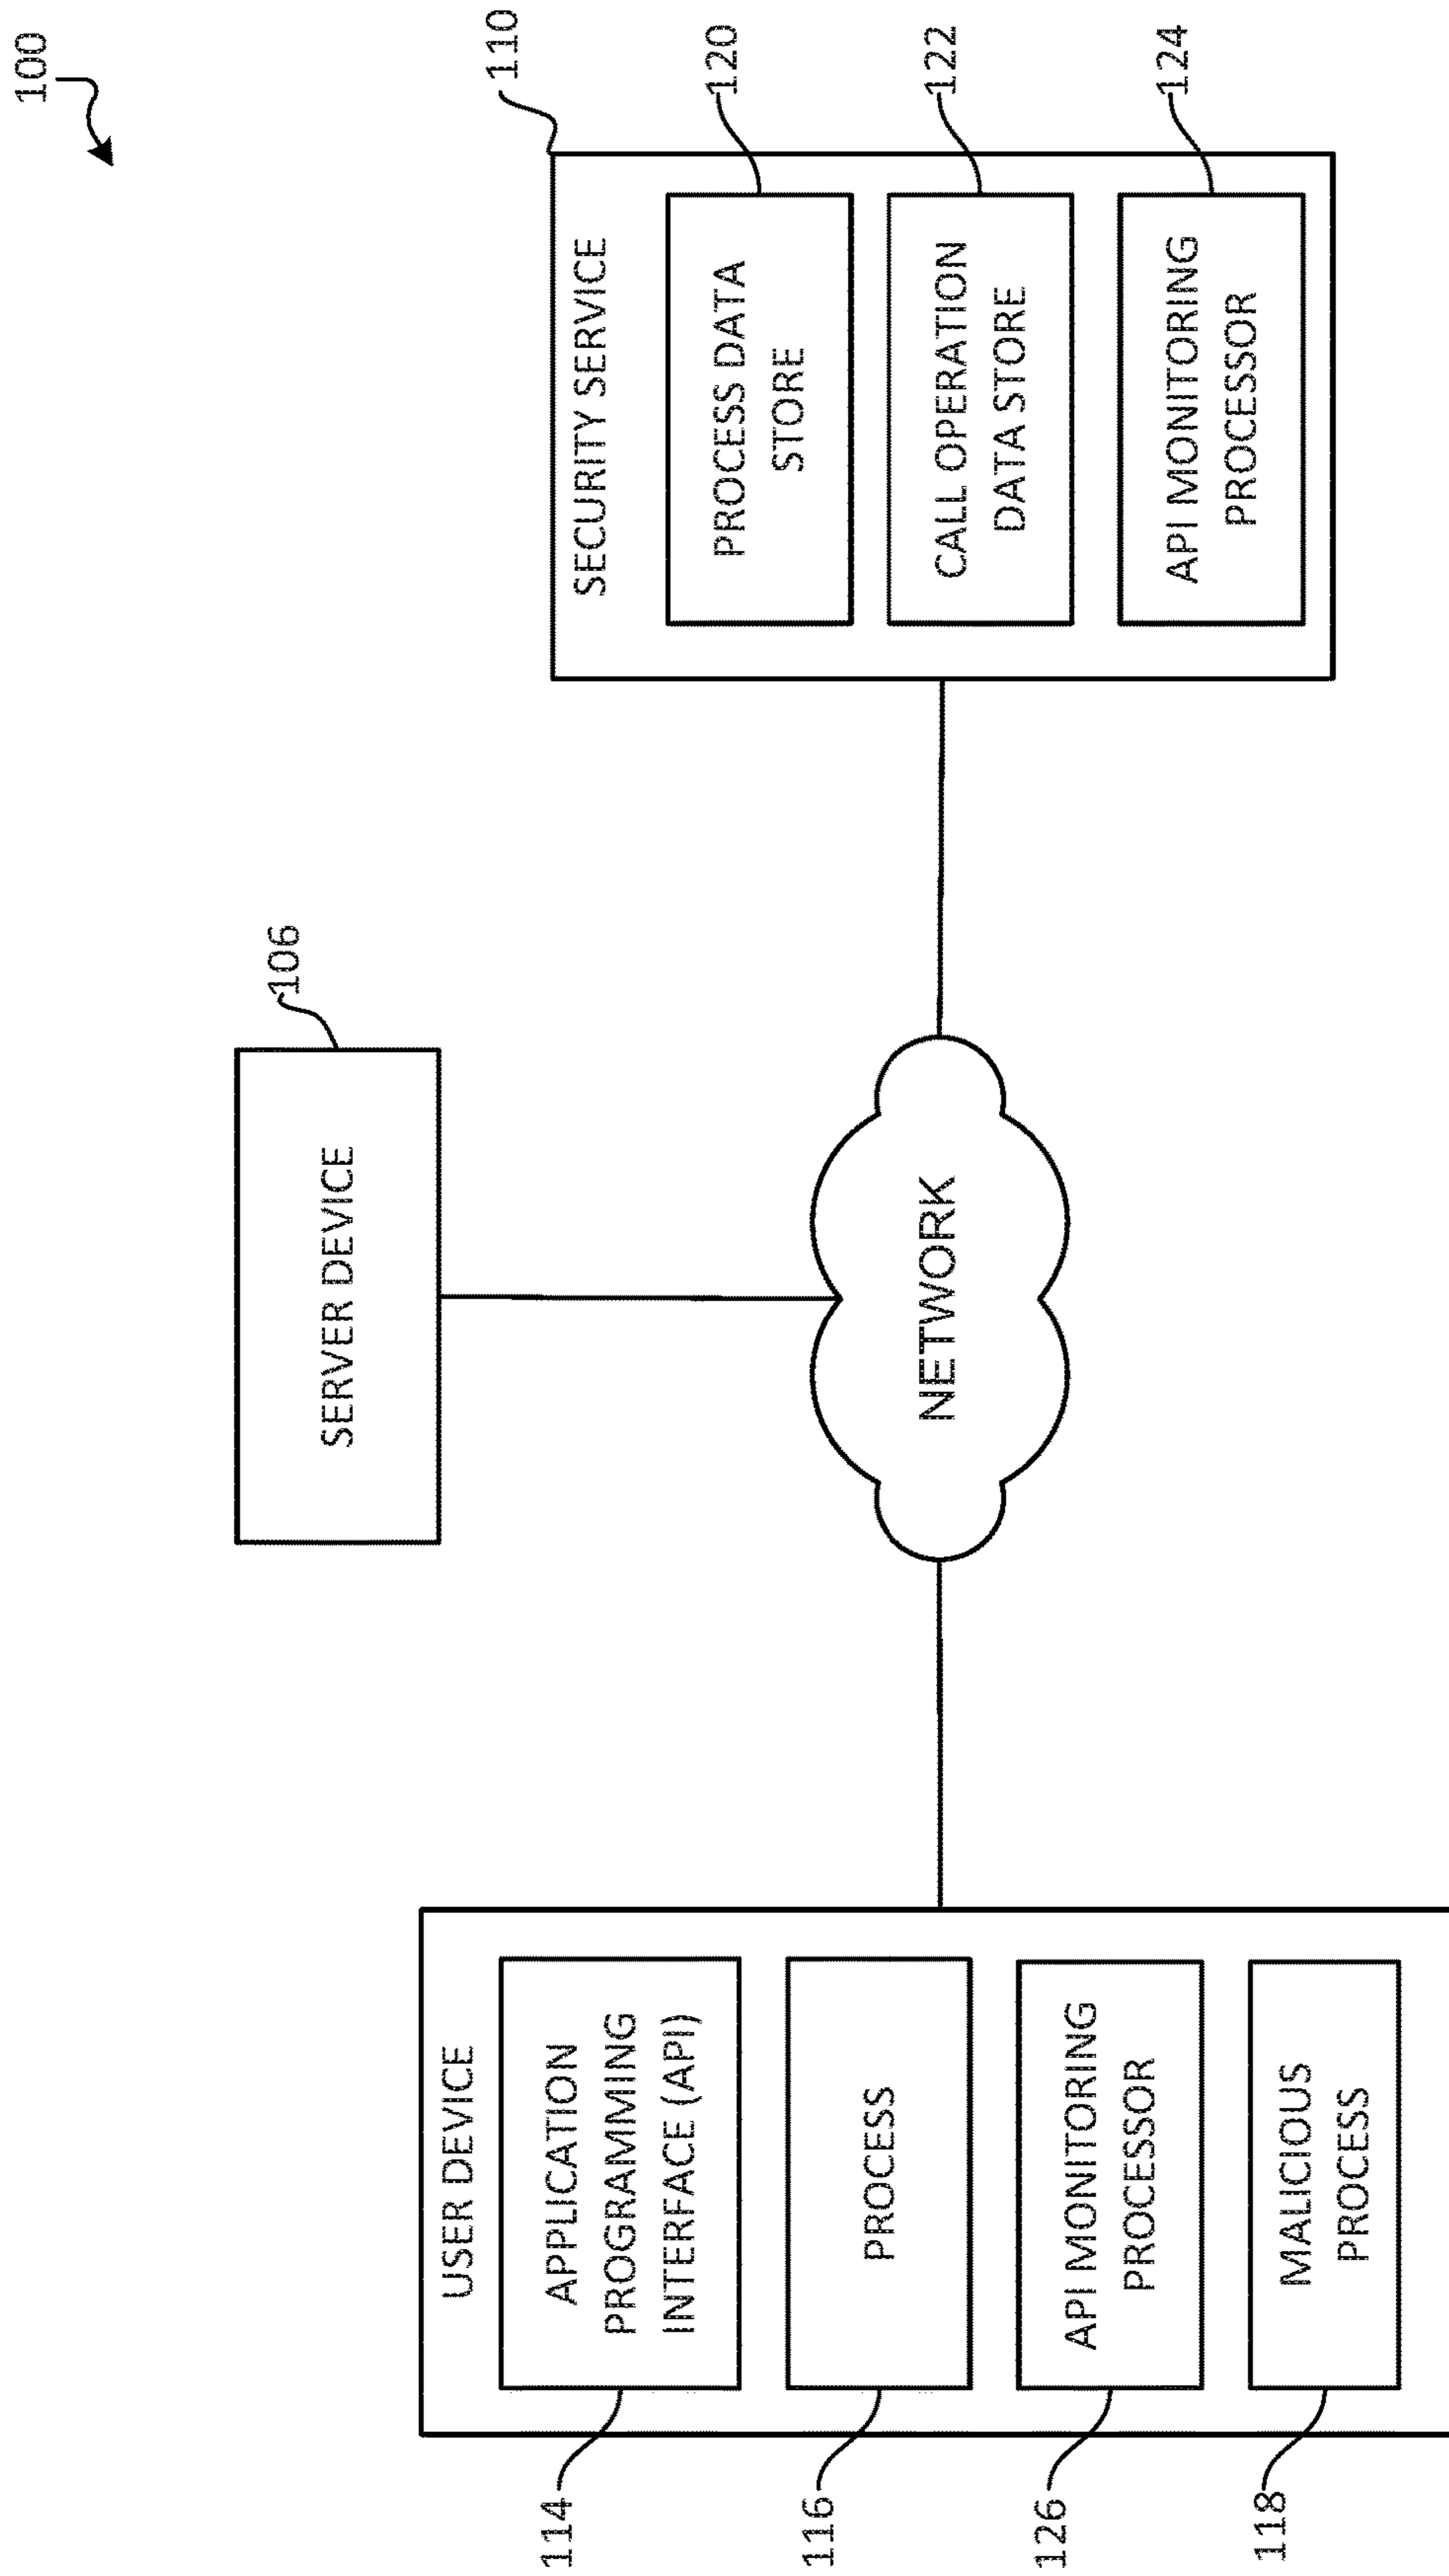 100
SERVER DEVICE
106
USER DEVICE
114
APPLICATION
PROGRAMMING
INTERFACE (API)
116
PROCESS
126
API MONITORING
PROCESSOR
118
MALICIOUS
PROCESS
NETWORK
110
SECURITY SERVICE
PROCESS DATA
STORE
120
CALL OPERATION
DATA STORE
122
API MONITORING
PROCESSOR
124